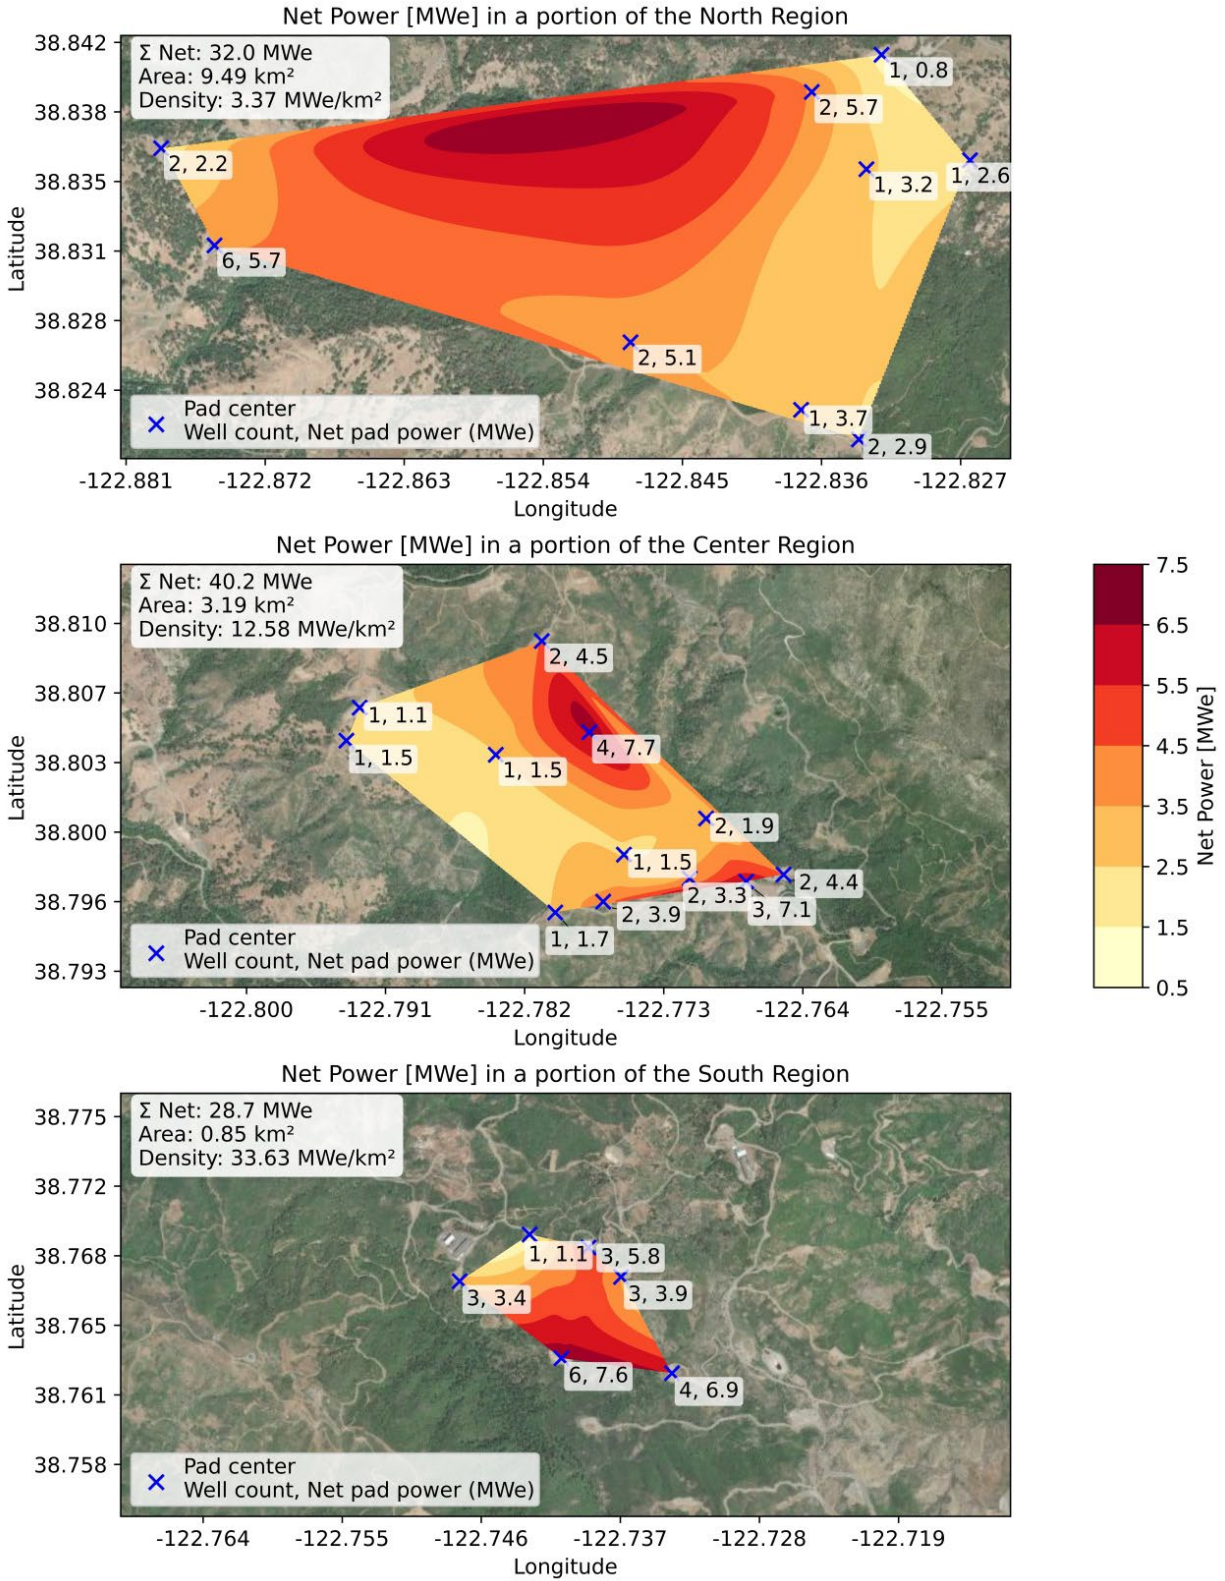 Net Power [MWe] in a portion of the North Region
Σ Net: 32.0 MWe
Area: 9.49 km²
Density: 3.37 MWe/km²
38.842
38.838
38.835
38.831
38.828
38.824
Latitude
1, 0.8
2, 5.7
2, 2.2
1, 3.2
1, 2.6
6, 5.7
2, 5.1
1, 3.7
2, 2.9
Pad center
Well count, Net pad power (MWe)
-122.881
-122.872
-122.863
-122.854
-122.845
-122.836
-122.827
Longitude
Net Power [MWe] in a portion of the Center Region
Σ Net: 40.2 MWe
Area: 3.19 km²
Density: 12.58 MWe/km²
38.810
38.807
38.803
38.800
38.796
38.793
Latitude
2, 4.5
1, 1.1
4, 7.7
1, 1.5
1, 1.5
2, 1.9
1, 1.5
2, 4.4
2, 3.3
3, 7.1
2, 3.9
1, 1.7
Pad center
Well count, Net pad power (MWe)
-122.800
-122.791
-122.782
-122.773
-122.764
-122.755
Longitude
7.5
6.5
5.5
4.5
3.5
2.5
1.5
0.5
Net Power [MWe]
Net Power [MWe] in a portion of the South Region
Σ Net: 28.7 MWe
Area: 0.85 km²
Density: 33.63 MWe/km²
38.775
38.772
38.768
38.765
38.761
38.758
Latitude
1, 1.1
3, 5.8
3, 3.4
3, 3.9
6, 7.6
4, 6.9
Pad center
Well count, Net pad power (MWe)
-122.764
-122.755
-122.746
-122.737
-122.728
-122.719
Longitude